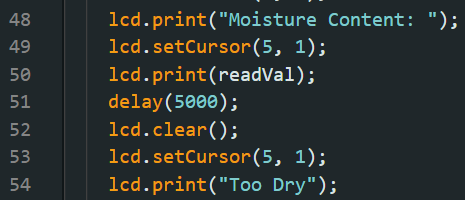 48 lcd.print("Moisture Content: ");
49 lcd.setCursor(5, 1);
50 lcd.print(readVal);
51 delay(5000);
52 lcd.clear();
53 lcd.setCursor(5, 1);
54 lcd.print("Too Dry");